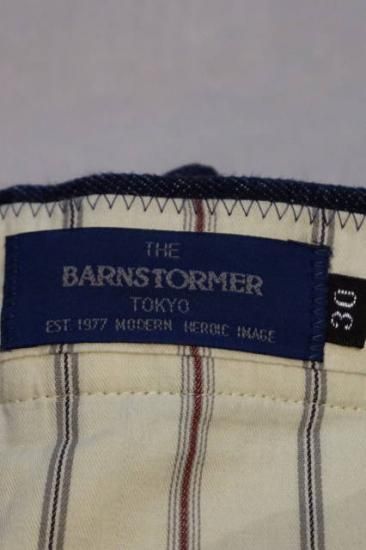 THE
BARNSTORMER
TOKYO
EST 1977 MODERN HEROIC IMAGE
30